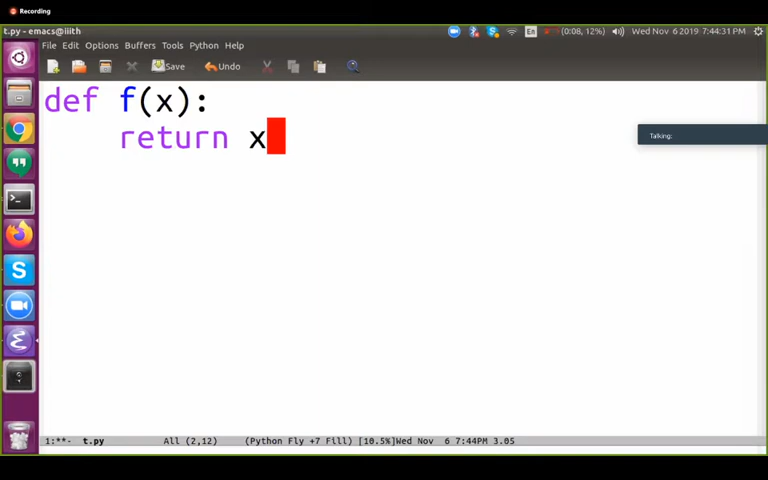 Recording
t.py - emacs@iiith
En (0:08, 12%) Wed Nov 6 2019 7:44:31 PM
File Edit Options Buffers Tools Python Help
Save Undo
def f(x):
    return x
Talking:
1:**- t.py All (2,12) (Python Fly +7 Fill) [10.5%]Wed Nov 6 7:44PM 3.05